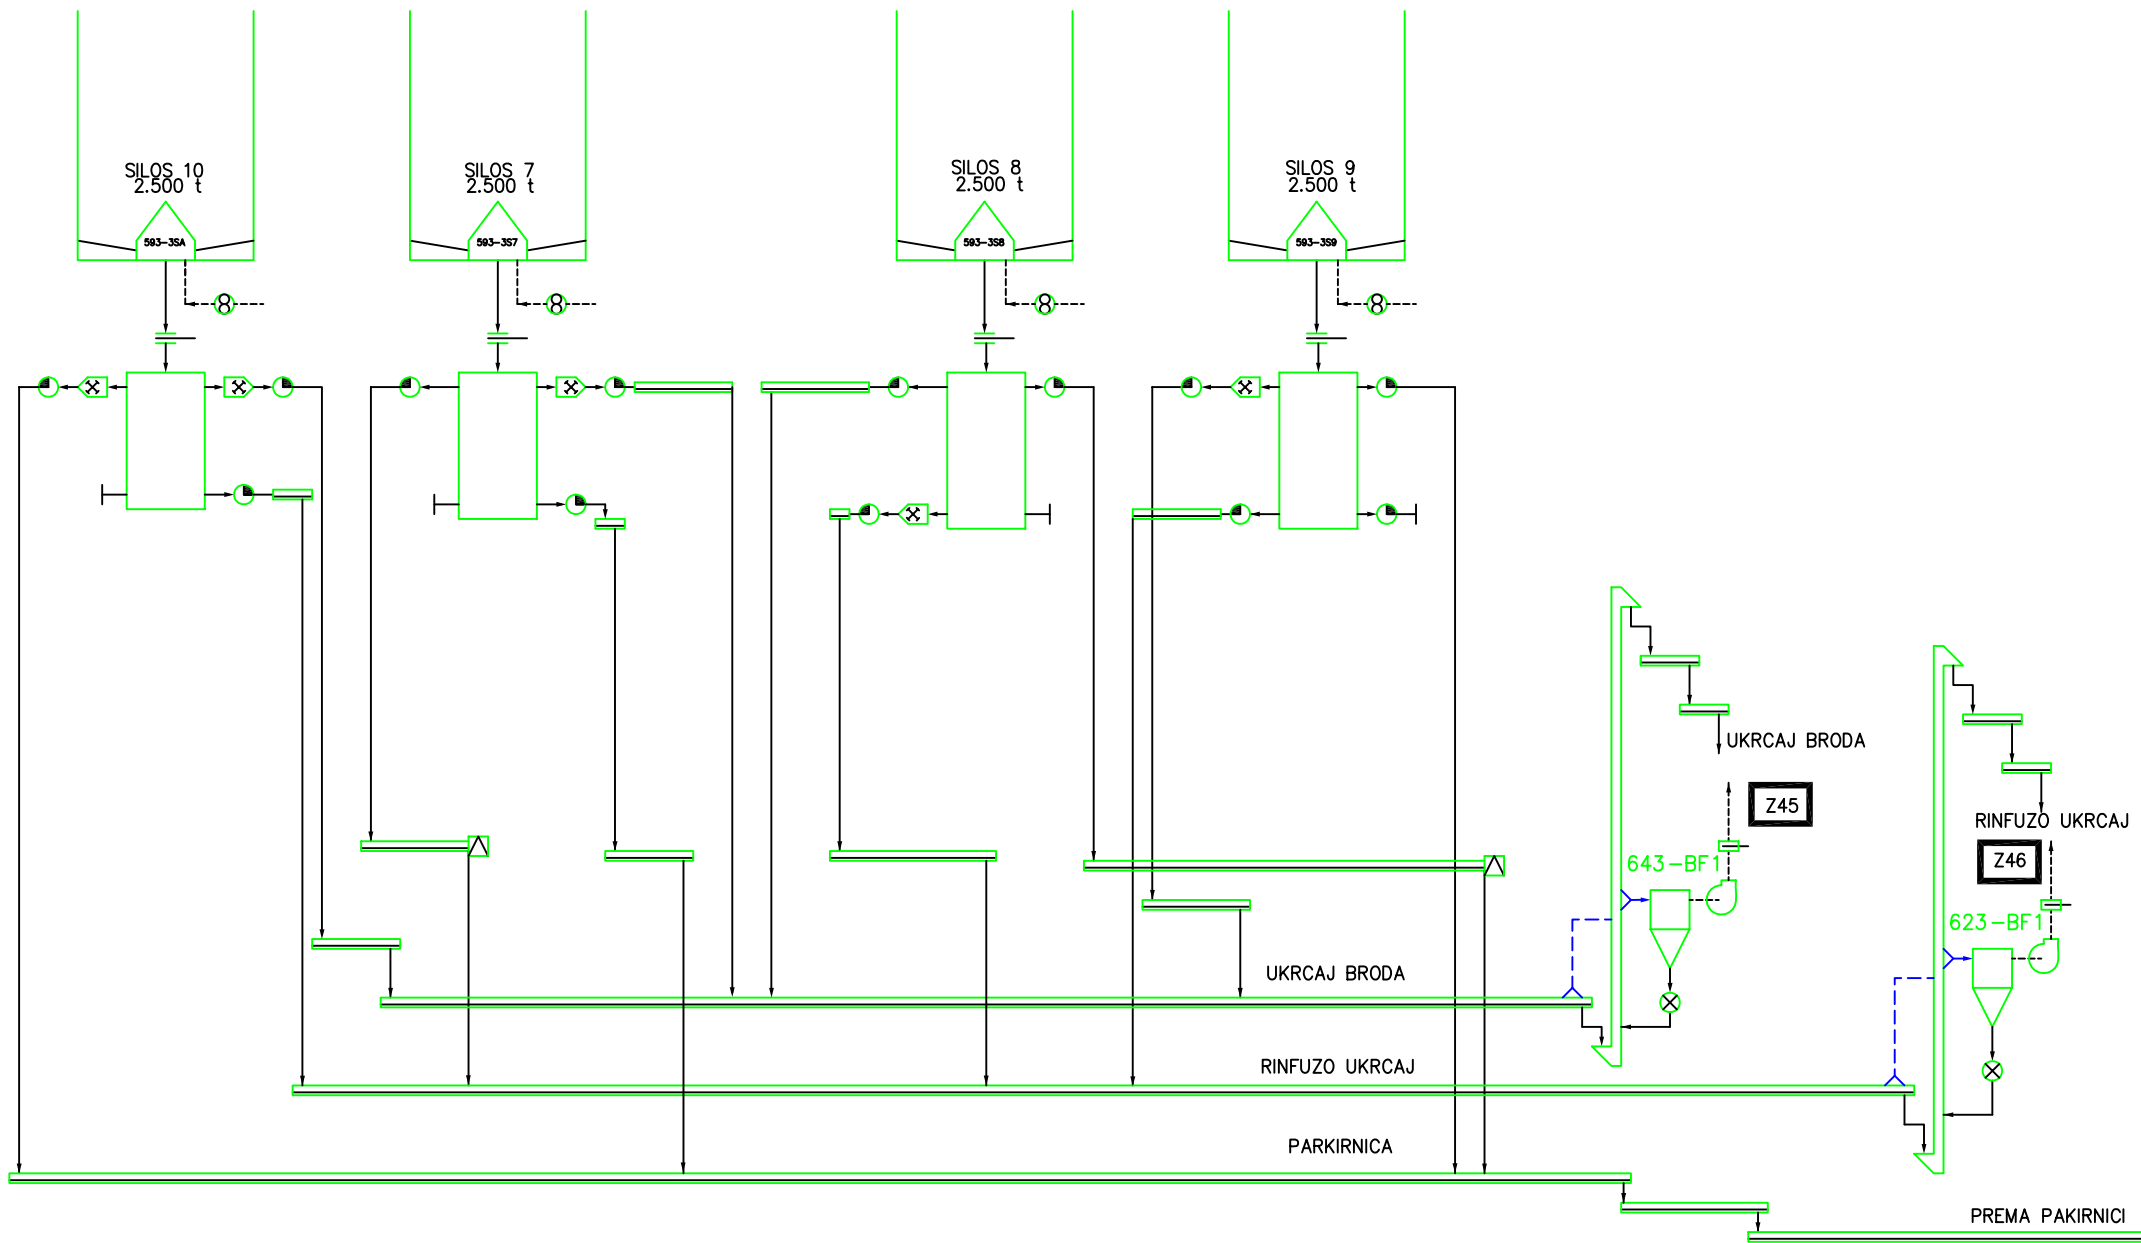 SILOS 10
2.500 t
SILOS 7
2.500 t
SILOS 8
2.500 t
SILOS 9
2.500 t
593-3SA
593-3S7
593-3S8
593-3S9
UKRCAJ BRODA
Z45
RINFUZO UKRCAJ
643-BF1
Z46
623-BF1
UKRCAJ BRODA
RINFUZO UKRCAJ
PARKIRNICA
PREMA PAKIRNICI